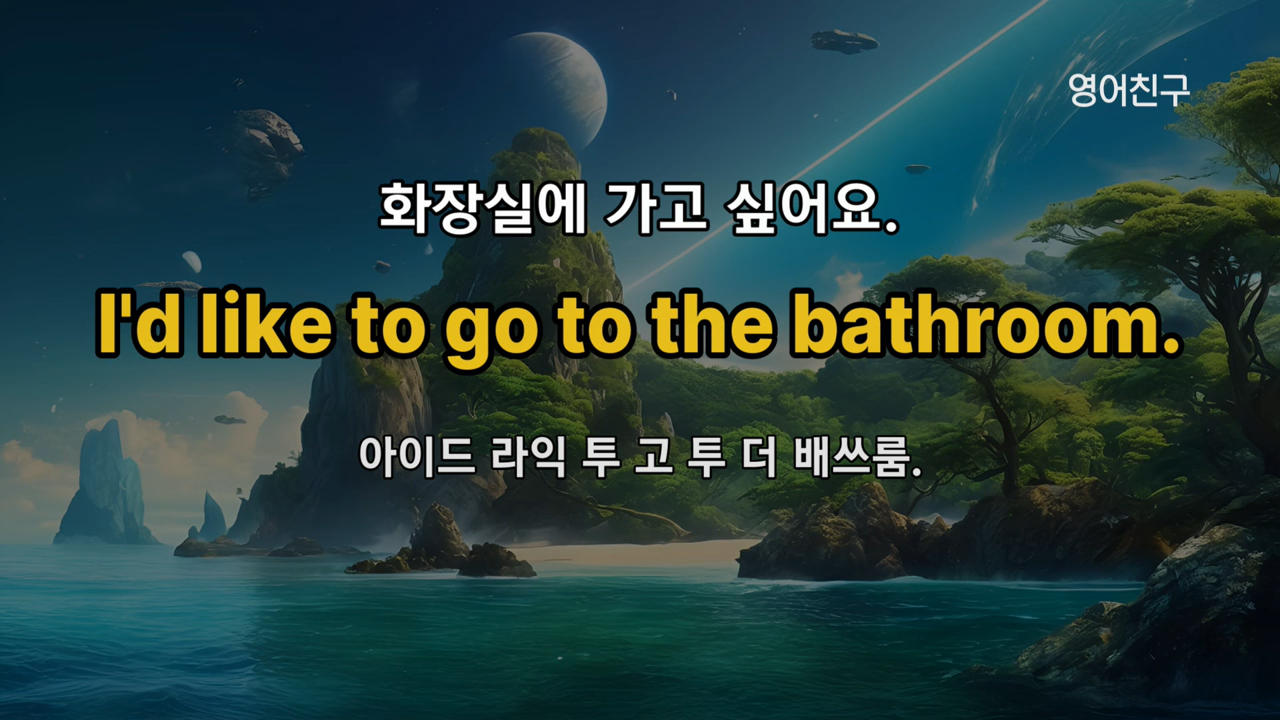 영어친구
화장실에 가고 싶어요.
I'd like to go to the bathroom.
아이드 라익 투 고 투 더 배쓰룸.